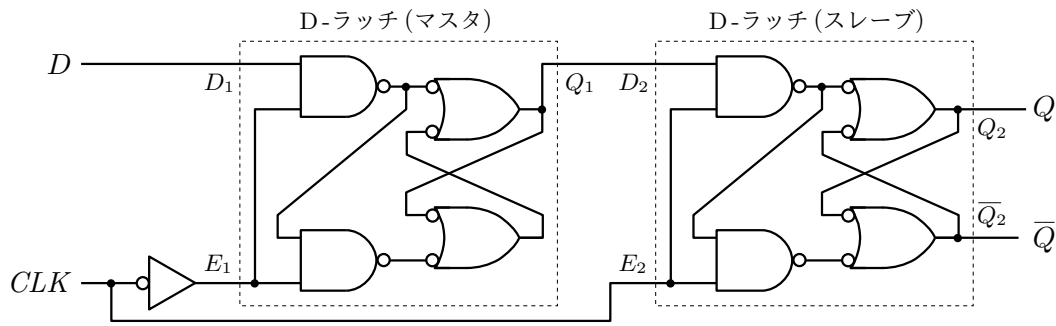 D-ラッチ(マスタ)
D-ラッチ(スレーブ)
D
D₁
Q₁
D₂
Q
Q₂
Q̅₂
Q̅
E₁
E₂
CLK